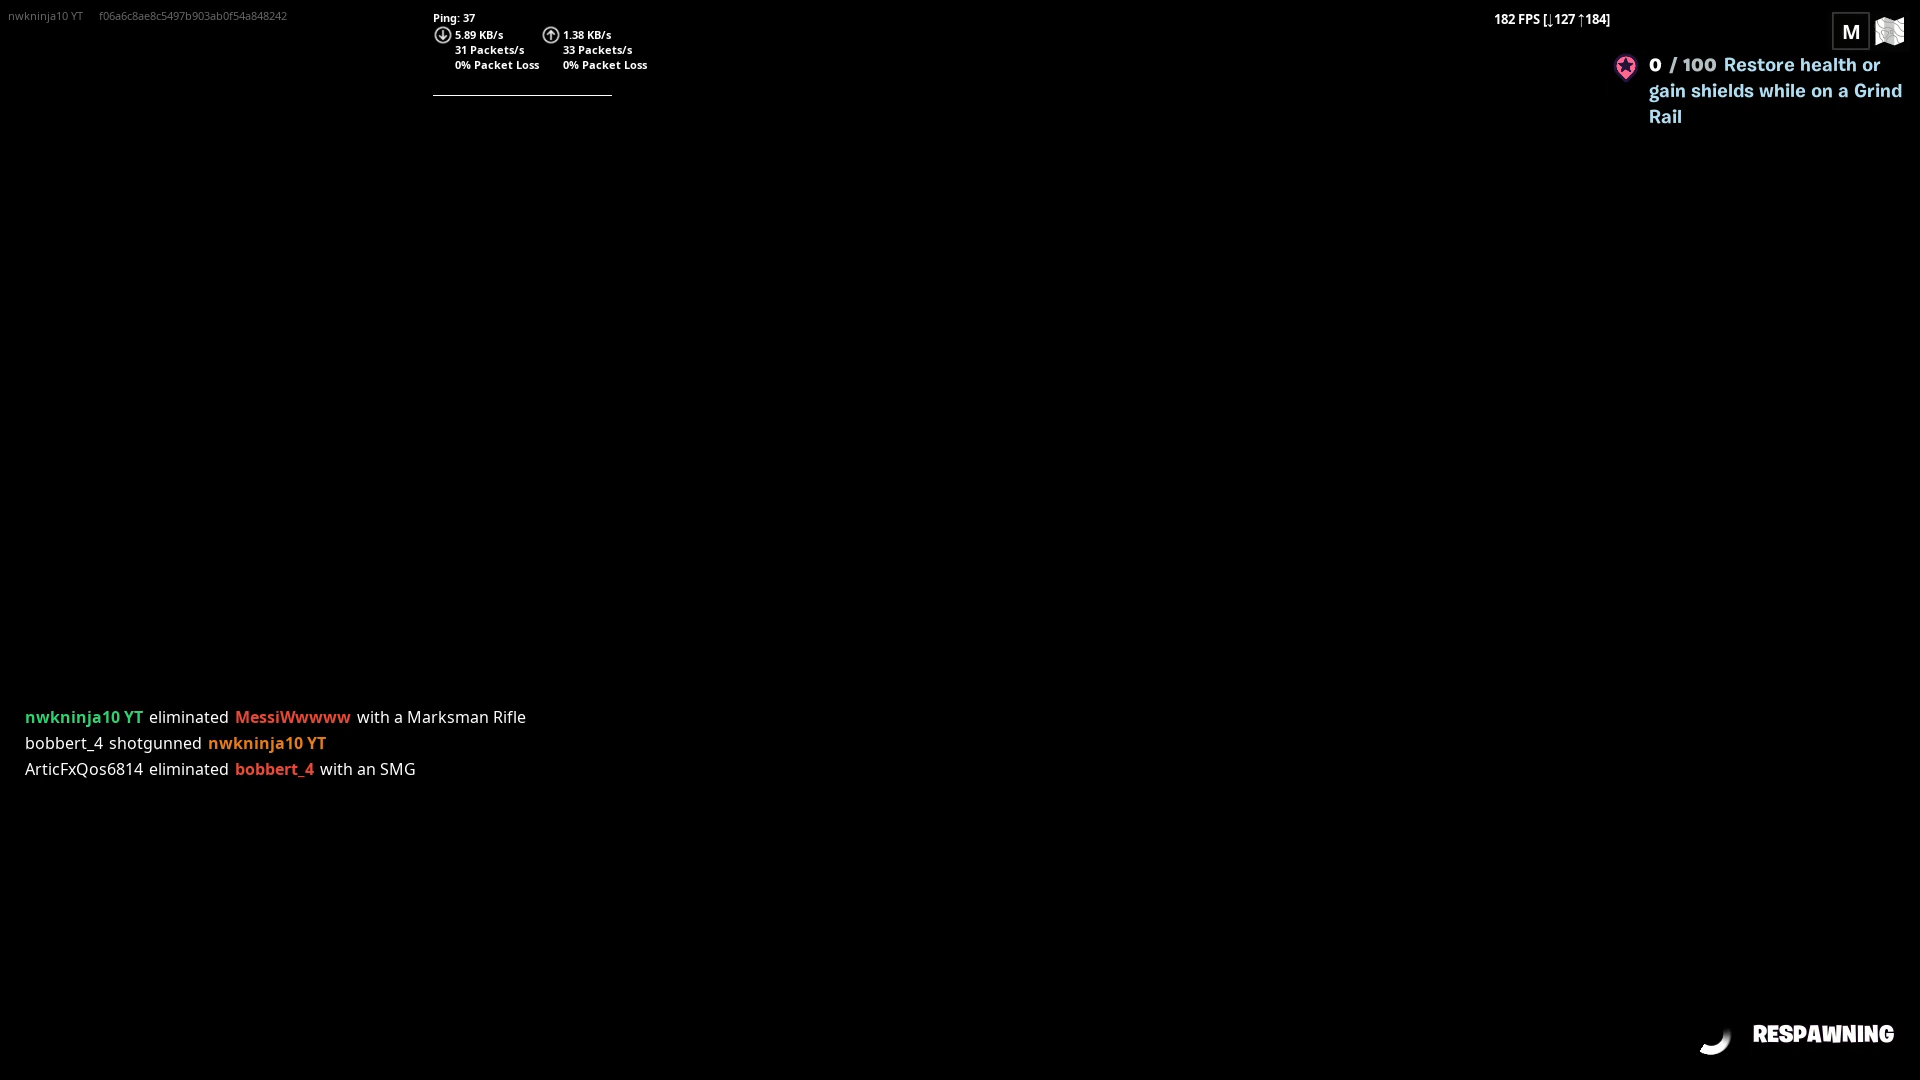 nwkninja10 YT f06a6c8ae8c5497b903ab0f54a848242
Ping: 37
5.89 KB/s 1.38 KB/s
31 Packets/s 33 Packets/s
0% Packet Loss 0% Packet Loss
182 FPS [↓127 ↑184]
M
0 / 100 Restore health or
gain shields while on a Grind
Rail
nwkninja10 YT eliminated MessiWwwww with a Marksman Rifle
bobbert_4 shotgunned nwkninja10 YT
ArticFxQos6814 eliminated bobbert_4 with an SMG
RESPAWNING